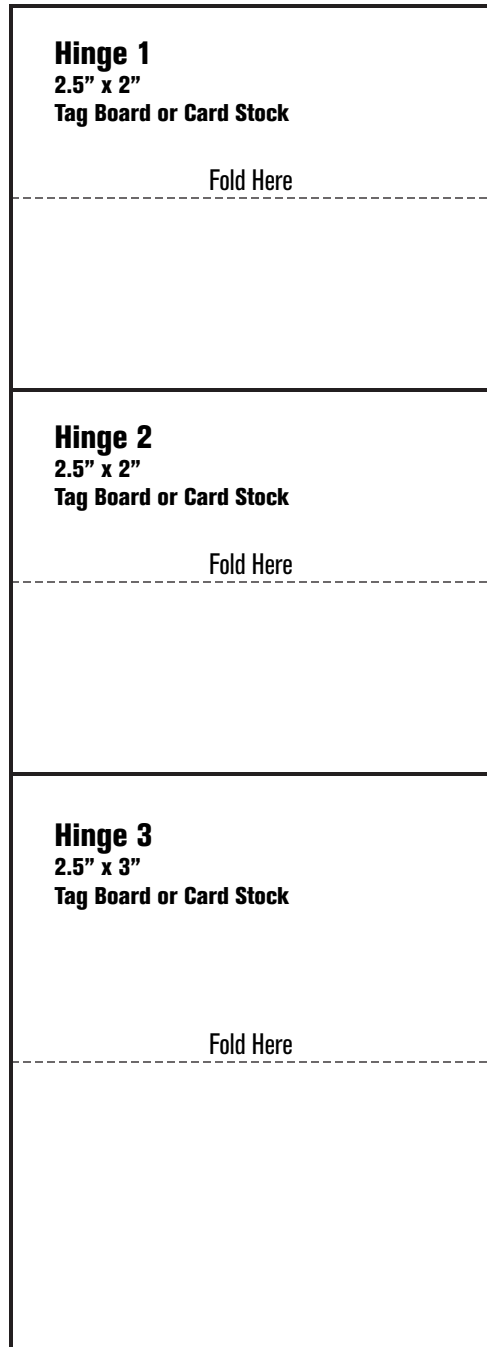 Hinge 1
2.5” x 2”
Tag Board or Card Stock
Fold Here
Hinge 2
2.5” x 2”
Tag Board or Card Stock
Fold Here
Hinge 3
2.5” x 3”
Tag Board or Card Stock
Fold Here